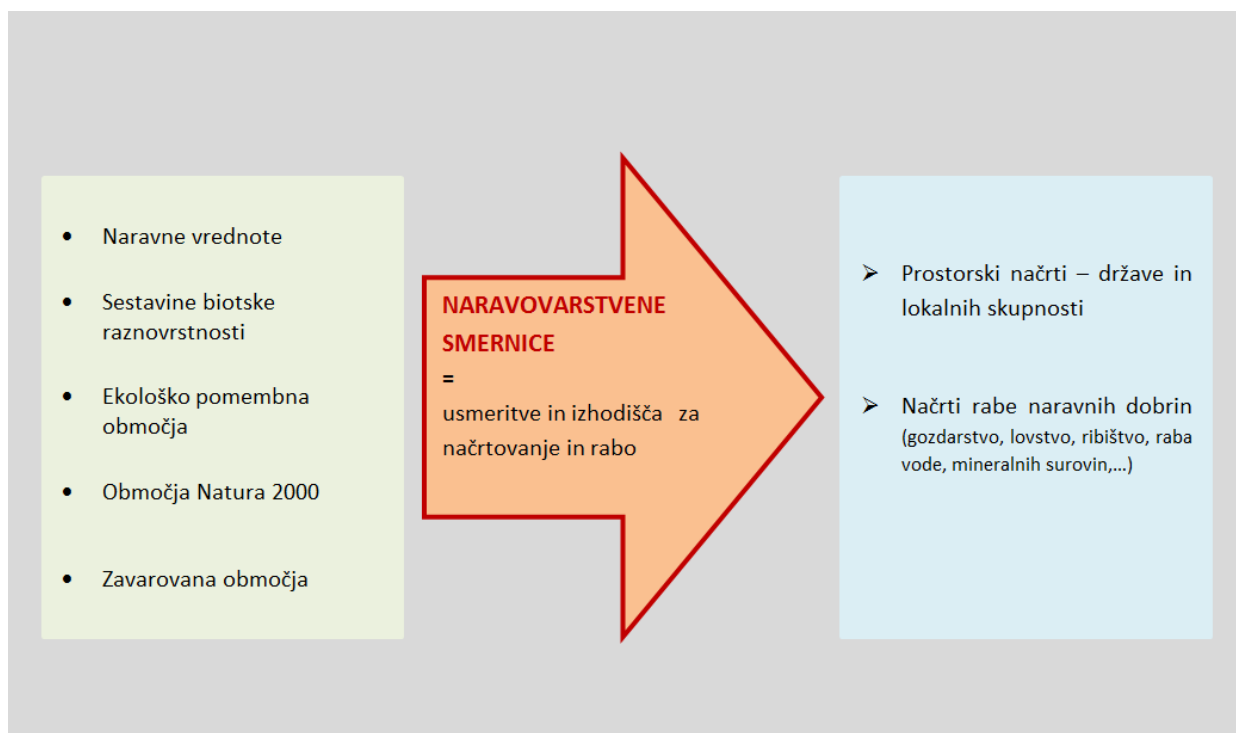 • Naravne vrednote
• Sestavine biotske
raznovrstnosti
• Ekološko pomembna
območja
• Območja Natura 2000
• Zavarovana območja
NARAVOVARSTVENE
SMERNICE
=
usmeritve in izhodišča za
načrtovanje in rabo
➢ Prostorski načrti – države in
lokalnih skupnosti
➢ Načrti rabe naravnih dobrin
(gozdarstvo, lovstvo, ribištvo, raba
vode, mineralnih surovin,...)